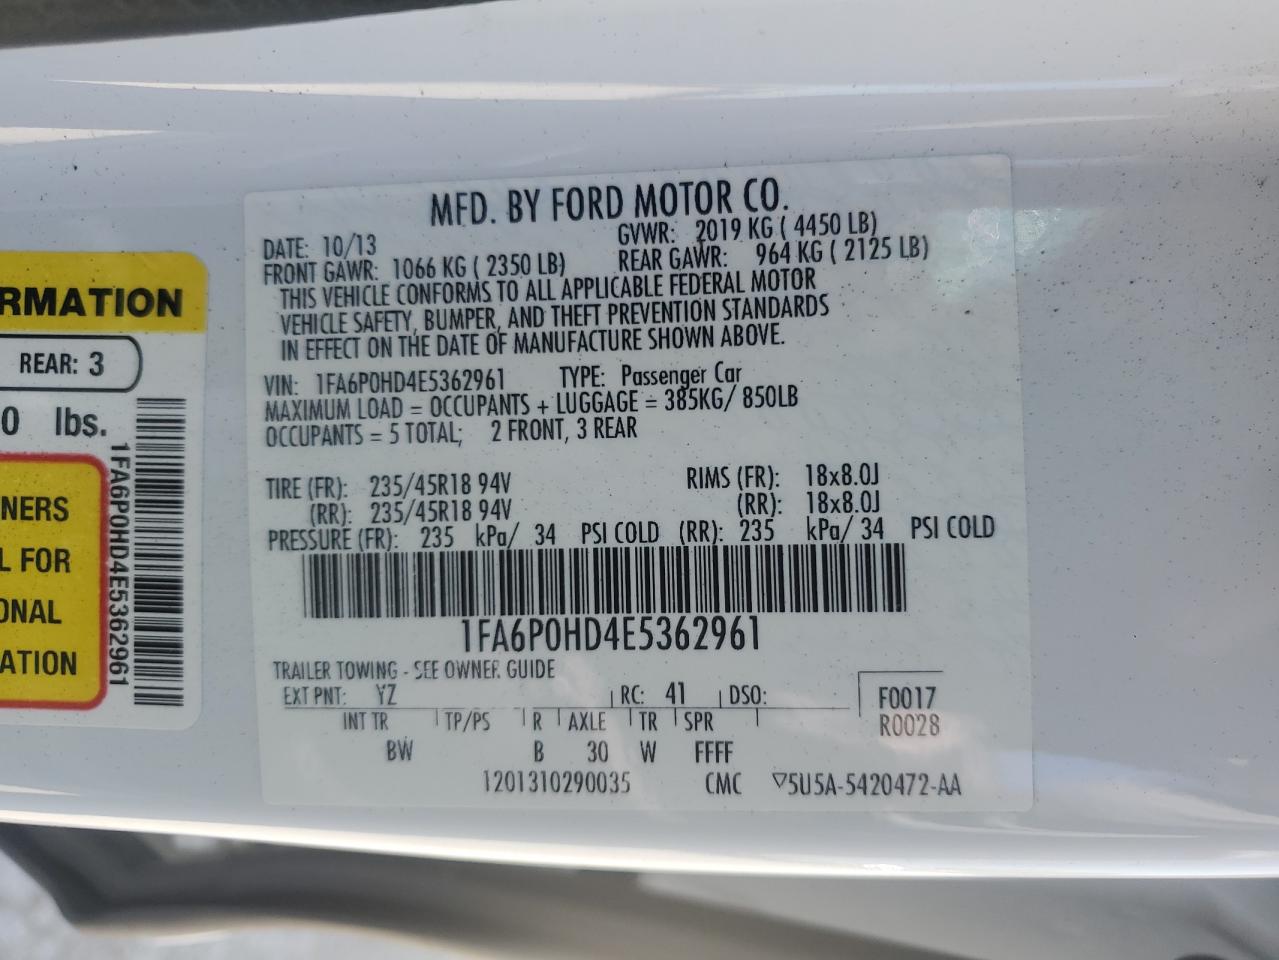 RMATION
REAR: 3
0 lbs.
NERS
L FOR
ONAL
ATION
1FA6P0HD4E5362961
MFD. BY FORD MOTOR CO.
DATE: 10/13 GVWR: 2019 KG ( 4450 LB)
FRONT GAWR: 1066 KG ( 2350 LB) REAR GAWR: 964 KG ( 2125 LB)
THIS VEHICLE CONFORMS TO ALL APPLICABLE FEDERAL MOTOR
VEHICLE SAFETY, BUMPER, AND THEFT PREVENTION STANDARDS
IN EFFECT ON THE DATE OF MANUFACTURE SHOWN ABOVE.
VIN: 1FA6P0HD4E5362961 TYPE: Passenger Car
MAXIMUM LOAD = OCCUPANTS + LUGGAGE = 385KG/ 850LB
OCCUPANTS = 5 TOTAL; 2 FRONT, 3 REAR
TIRE (FR): 235/45R18 94V RIMS (FR): 18x8.0J
(RR): 235/45R18 94V (RR): 18x8.0J
PRESSURE (FR): 235 kPa/ 34 PSI COLD (RR): 235 kPa/ 34 PSI COLD
1FA6P0HD4E5362961
TRAILER TOWING - SEE OWNER GUIDE
EXT PNT: YZ RC: 41 DSO: F0017
INT TR TP/PS R AXLE TR SPR R0028
BW B 30 W FFFF
1201310290035 CMC ▽5U5A-5420472-AA